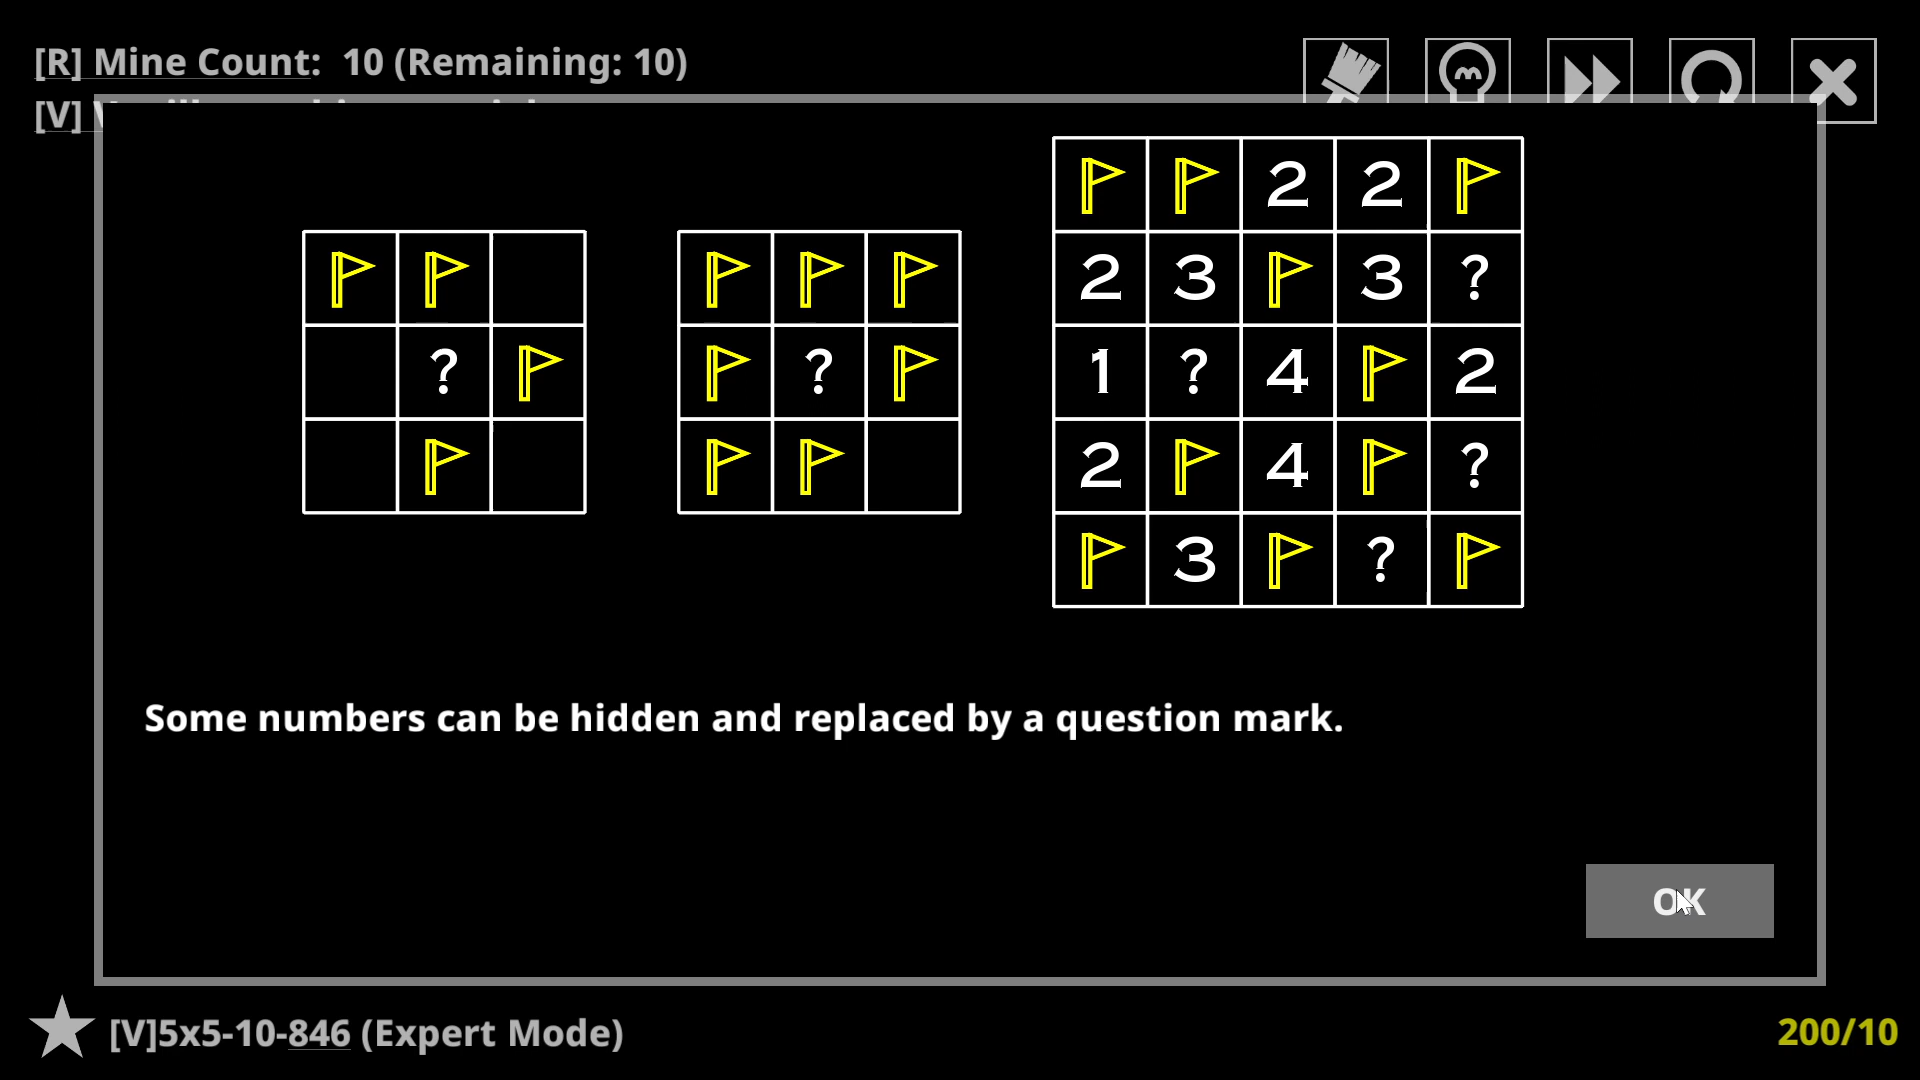 [R] Mine Count: 10 (Remaining: 10)
[V]
2 2
2 3 3 ?
? ? 1 ? 4 2
2 4 ?
3 ?
Some numbers can be hidden and replaced by a question mark.
OK
[V]5x5-10-846 (Expert Mode)
200/10